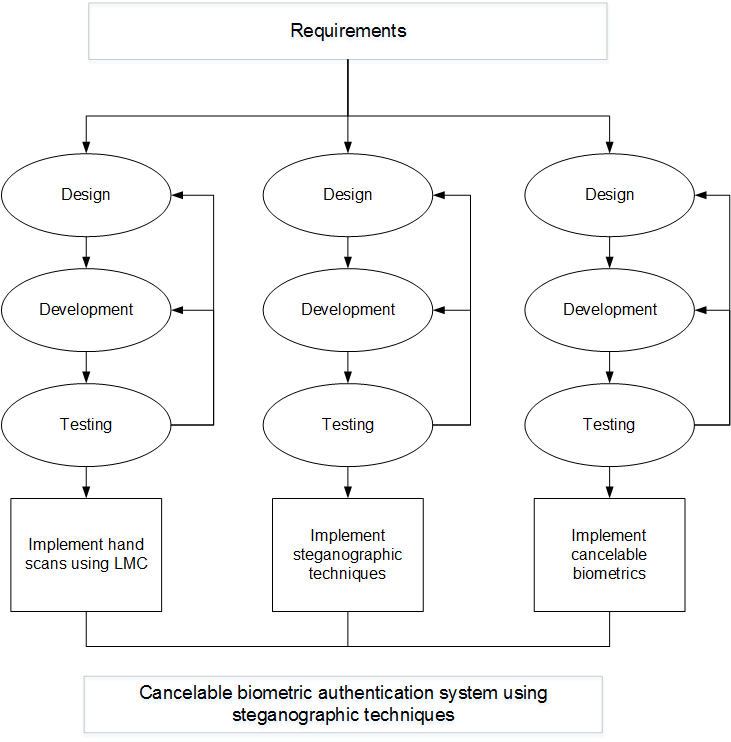 Requirements
Design
Design
Design
Development
Development
Development
Testing
Testing
Testing
Implement hand
scans using LMC
Implement
steganographic
techniques
Implement
cancelable
biometrics
Cancelable biometric authentication system using
steganographic techniques